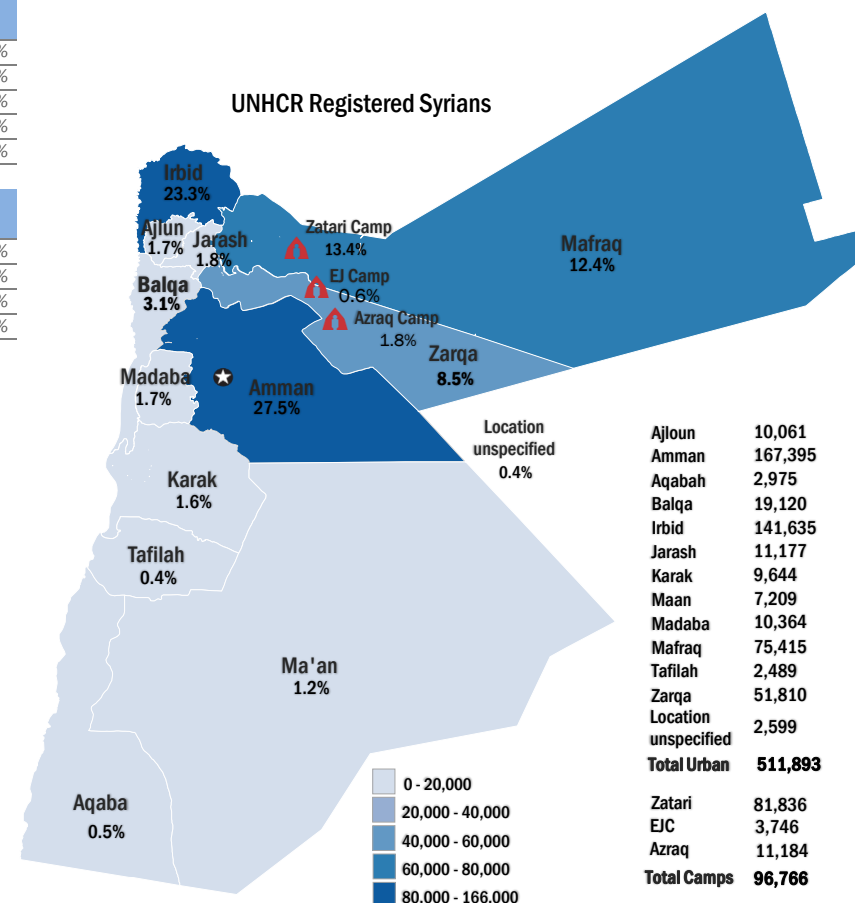 %
%
%
%
%
%
%
%
%
UNHCR Registered Syrians
Irbid
23.3%
Ajlun
1.7%
Jarash
1.8%
Zatari Camp
13.4%
Mafraq
12.4%
EJ Camp
0.6%
Balqa
3.1%
Azraq Camp
1.8%
Zarqa
8.5%
Madaba
1.7%
Amman
27.5%
Location
unspecified
0.4%
Karak
1.6%
Tafilah
0.4%
Ma'an
1.2%
Aqaba
0.5%
0 - 20,000
20,000 - 40,000
40,000 - 60,000
60,000 - 80,000
80,000 - 166,000
Ajloun 10,061
Amman 167,395
Aqabah 2,975
Balqa 19,120
Irbid 141,635
Jarash 11,177
Karak 9,644
Maan 7,209
Madaba 10,364
Mafraq 75,415
Tafilah 2,489
Zarqa 51,810
Location
unspecified 2,599
Total Urban 511,893
Zatari 81,836
EJC 3,746
Azraq 11,184
Total Camps 96,766